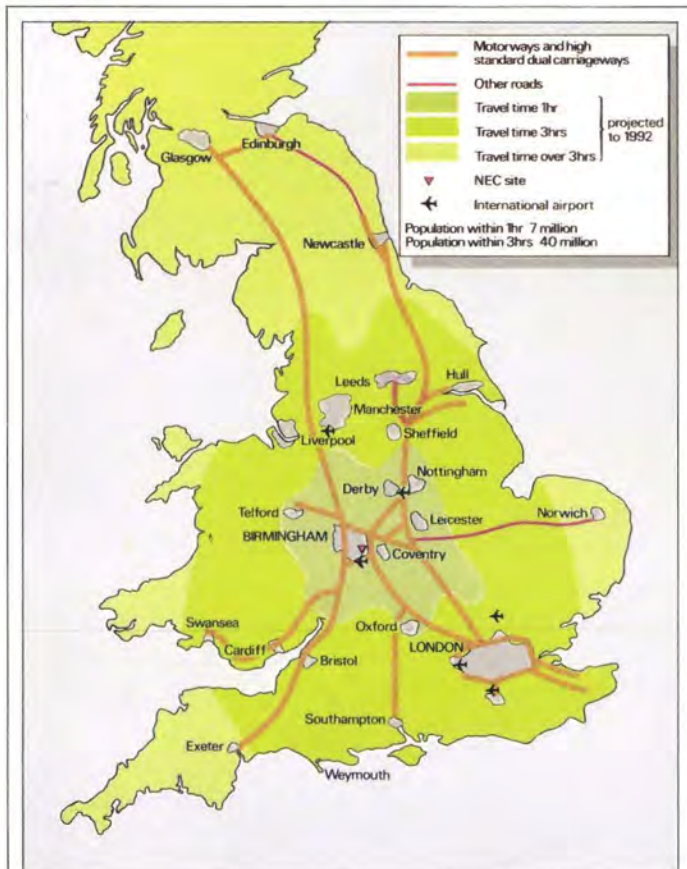 Motorways and high
standard dual carriageways
Other roads
Travel time 1hr
Travel time 3hrs
Travel time over 3hrs
projected
to 1992
NEC site
International airport
Population within 1hr 7 million
Population within 3hrs 40 million
Glasgow
Edinburgh
Newcastle
Leeds
Hull
Manchester
Liverpool
Sheffield
Nottingham
Derby
Telford
Leicester
Norwich
BIRMINGHAM
Coventry
Swansea
Cardiff
Oxford
LONDON
Bristol
Southampton
Exeter
Weymouth